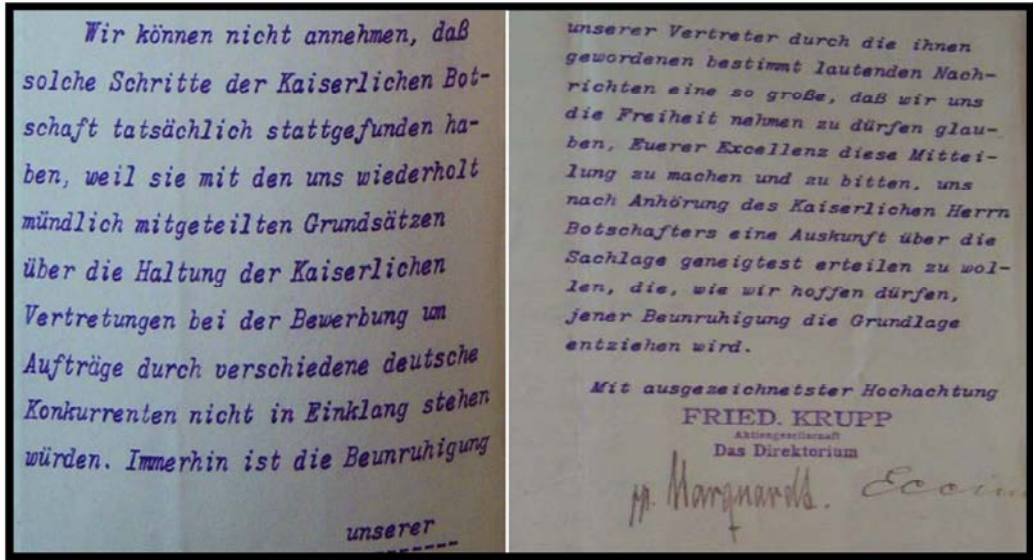 Wir können nicht annehmen, daß
solche Schritte der Kaiserlichen Bot-
schaft tatsächlich stattgefunden ha-
ben, weil sie mit den uns wiederholt
mündlich mitgeteilten Grundsätzen
über die Haltung der Kaiserlichen
Vertretungen bei der Bewerbung um
Aufträge durch verschiedene deutsche
Konkurrenten nicht in Einklang stehen
würden. Immerhin ist die Beunruhigung
unserer
unserer Vertreter durch die ihnen
gewordenen bestimmt lautenden Nach-
richten eine so große, daß wir uns
die Freiheit nehmen zu dürfen glau-
ben, Euerer Excellenz diese Mittei-
lung zu machen und zu bitten, uns
nach Anhörung des Kaiserlichen Herrn
Botschafters eine Auskunft über die
Sachlage geneigtest erteilen zu wol-
len, die, wie wir hoffen dürfen,
jener Beunruhigung die Grundlage
entziehen wird.
Mit ausgezeichnetster Hochachtung
FRIED. KRUPP
Aktiengesellschaft
Das Direktorium
pp. Marquardt.